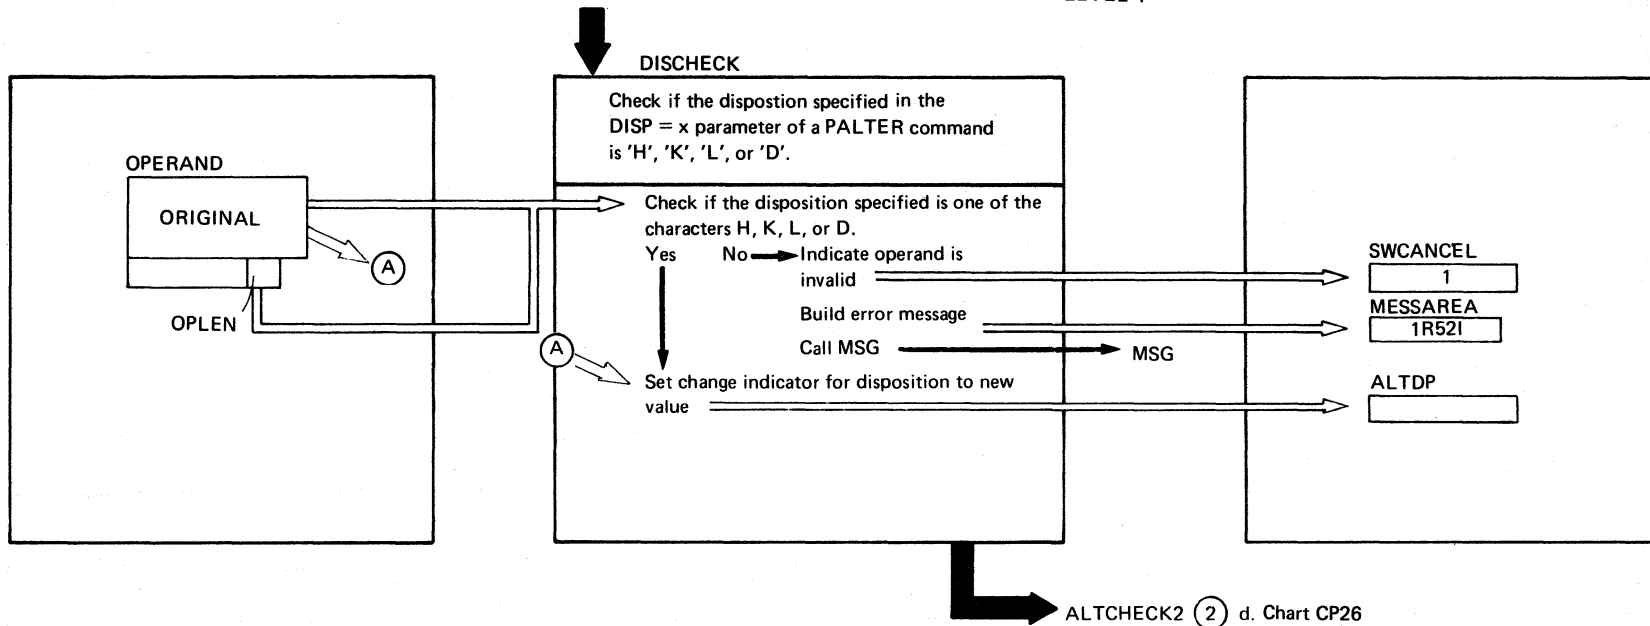 DISCHECK
Check if the dispostion specified in the
DISP = x parameter of a PALTER command
is 'H', 'K', 'L', or 'D'.
OPERAND
ORIGINAL
A
OPLEN
Check if the disposition specified is one of the
characters H, K, L, or D.
Yes No Indicate operand is
invalid
Build error message
Call MSG
MSG
A
Set change indicator for disposition to new
value
SWCANCEL
1
MESSAREA
1R52I
ALTDP
ALTCHECK2 2 d. Chart CP26